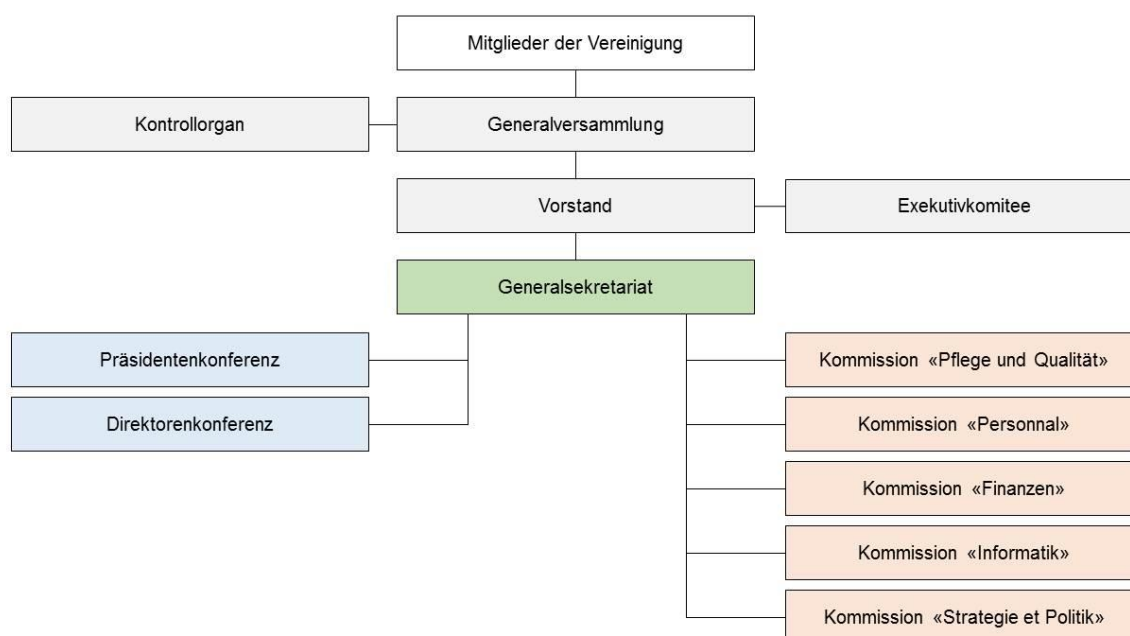 Mitglieder der Vereinigung
Kontrollorgan
Generalversammlung
Vorstand
Exekutivkomitee
Generalsekretariat
Präsidentenkonferenz
Kommission «Pflege und Qualität»
Direktorenkonferenz
Kommission «Personnal»
Kommission «Finanzen»
Kommission «Informatik»
Kommission «Strategie et Politik»